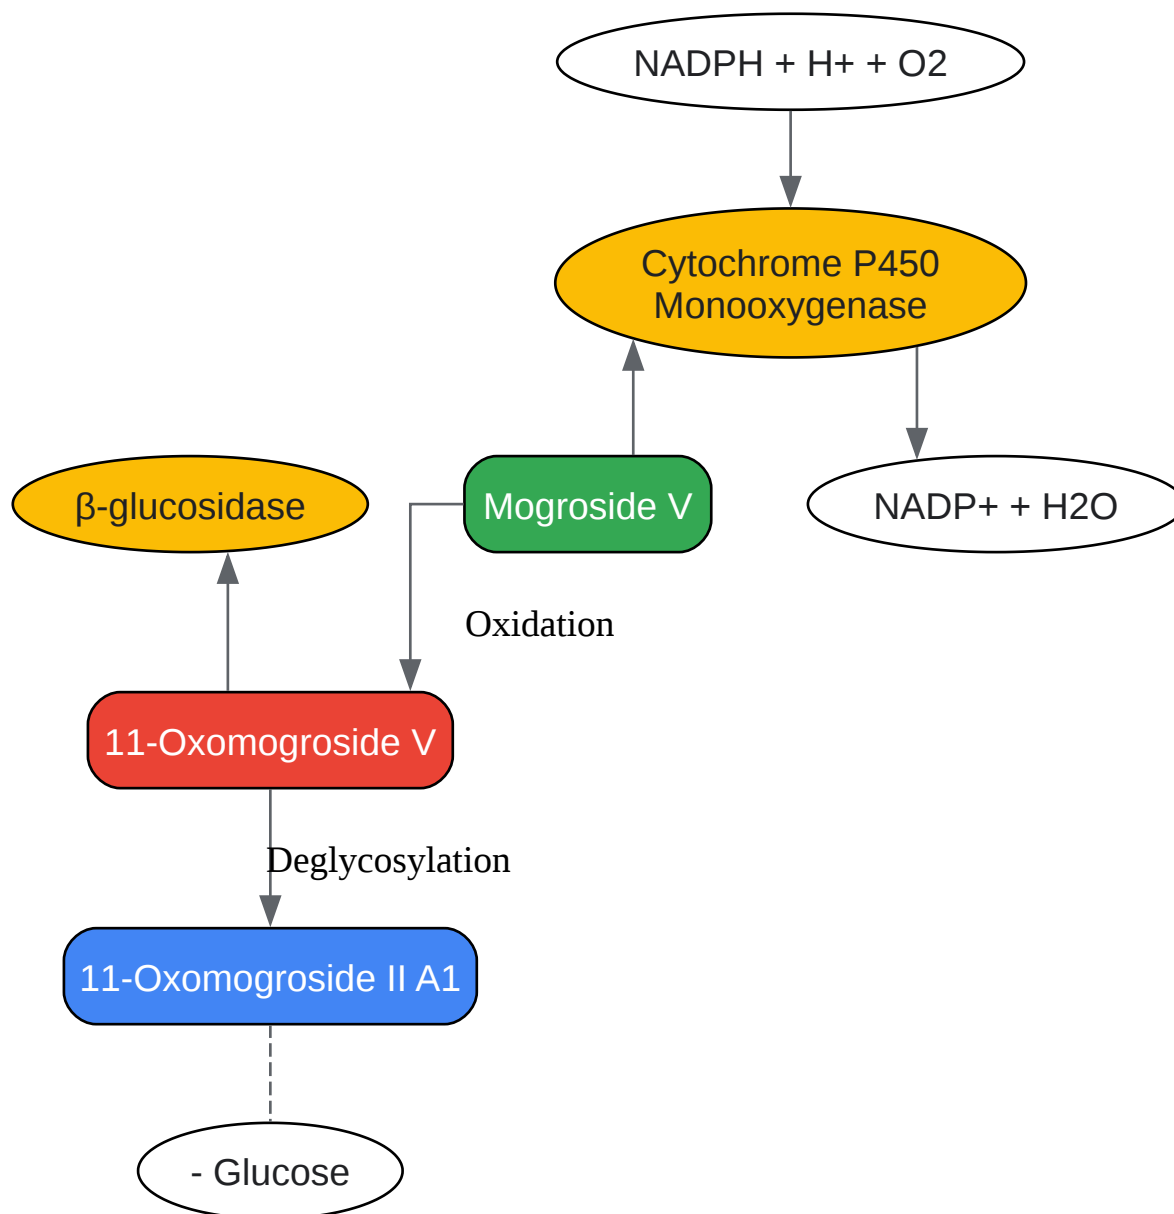 NADPH + H+ + O2
Cytochrome P450
Monooxygenase
β-glucosidase
Mogroside V
NADP+ + H2O
Oxidation
11-Oxomogroside V
Deglycosylation
11-Oxomogroside II A1
- Glucose